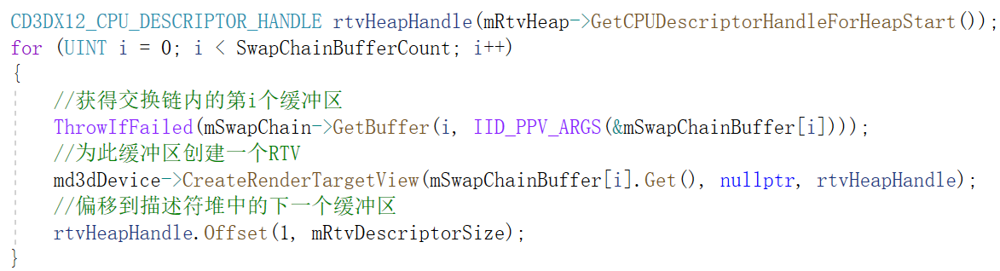 CD3DX12_CPU_DESCRIPTOR_HANDLE rtvHeapHandle(mRtvHeap->GetCPUDescriptorHandleForHeapStart());
for (UINT i = 0; i < SwapChainBufferCount; i++)
{
    //获得交换链内的第i个缓冲区
    ThrowIfFailed(mSwapChain->GetBuffer(i, IID_PPV_ARGS(&mSwapChainBuffer[i])));
    //为此缓冲区创建一个RTV
    md3dDevice->CreateRenderTargetView(mSwapChainBuffer[i].Get(), nullptr, rtvHeapHandle);
    //偏移到描述符堆中的下一个缓冲区
    rtvHeapHandle.Offset(1, mRtvDescriptorSize);
}